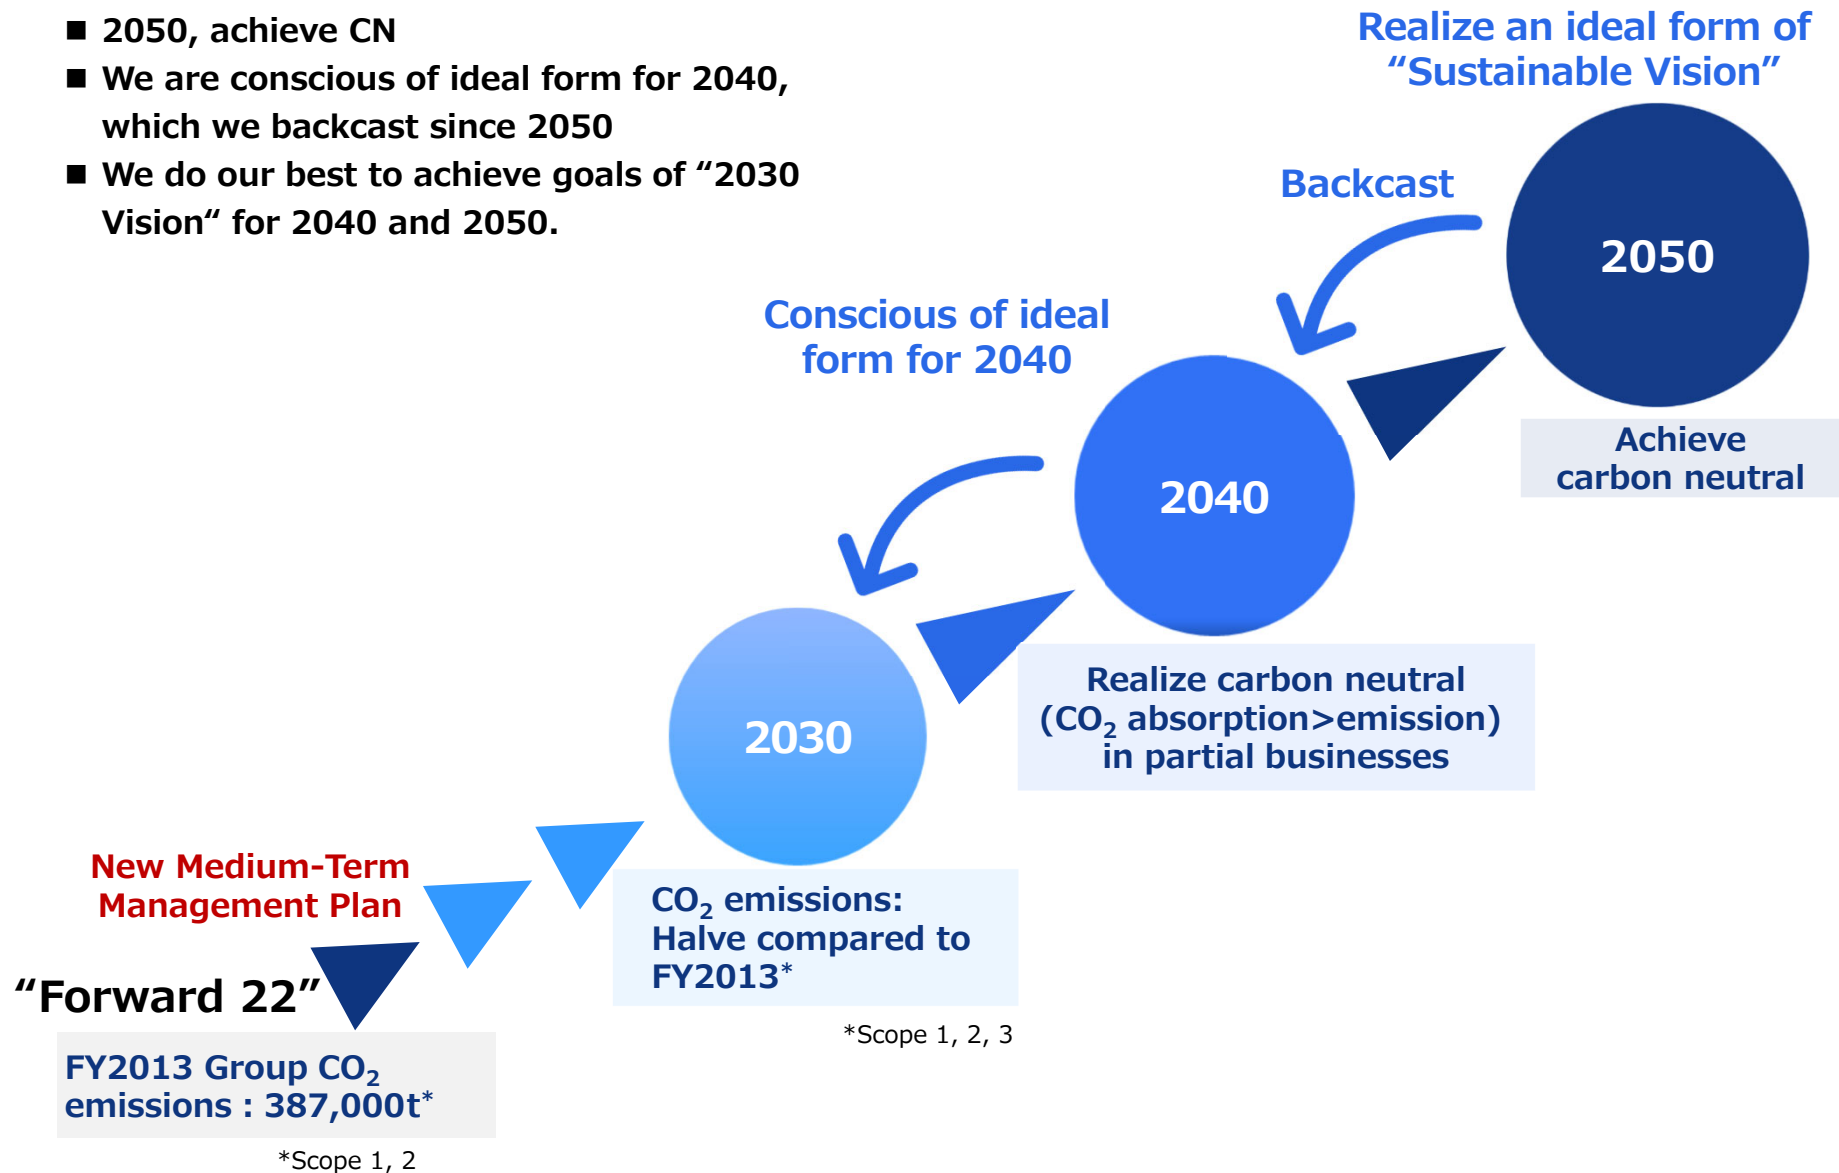 ■ 2050, achieve CN
■ We are conscious of ideal form for 2040,
which we backcast since 2050
■ We do our best to achieve goals of “2030
Vision“ for 2040 and 2050.
Realize an ideal form of
“Sustainable Vision”
Backcast
2050
Achieve
carbon neutral
Conscious of ideal
form for 2040
2040
Realize carbon neutral
(CO₂ absorption>emission)
in partial businesses
2030
CO₂ emissions:
Halve compared to
FY2013*
*Scope 1, 2, 3
New Medium-Term
Management Plan
“Forward 22”
FY2013 Group CO₂
emissions : 387,000t*
*Scope 1, 2